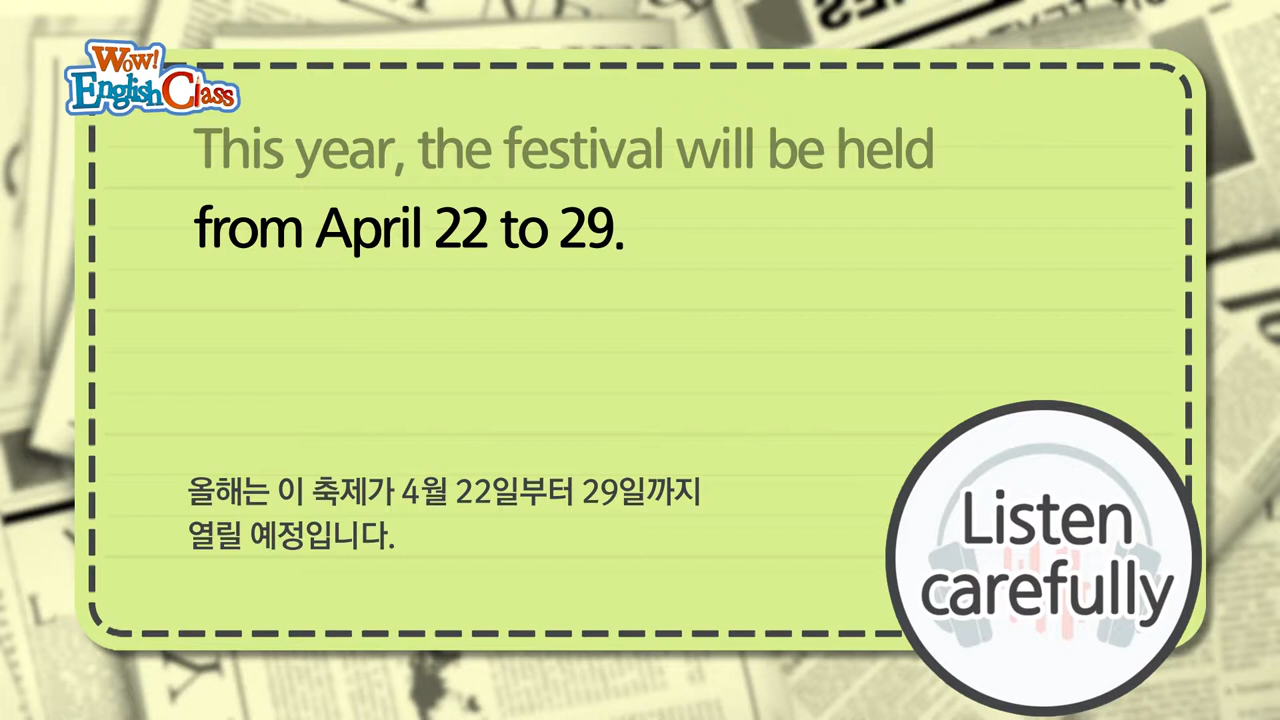 Wow!
English Class
This year, the festival will be held
from April 22 to 29.
올해는 이 축제가 4월 22일부터 29일까지
열릴 예정입니다.
Listen
carefully